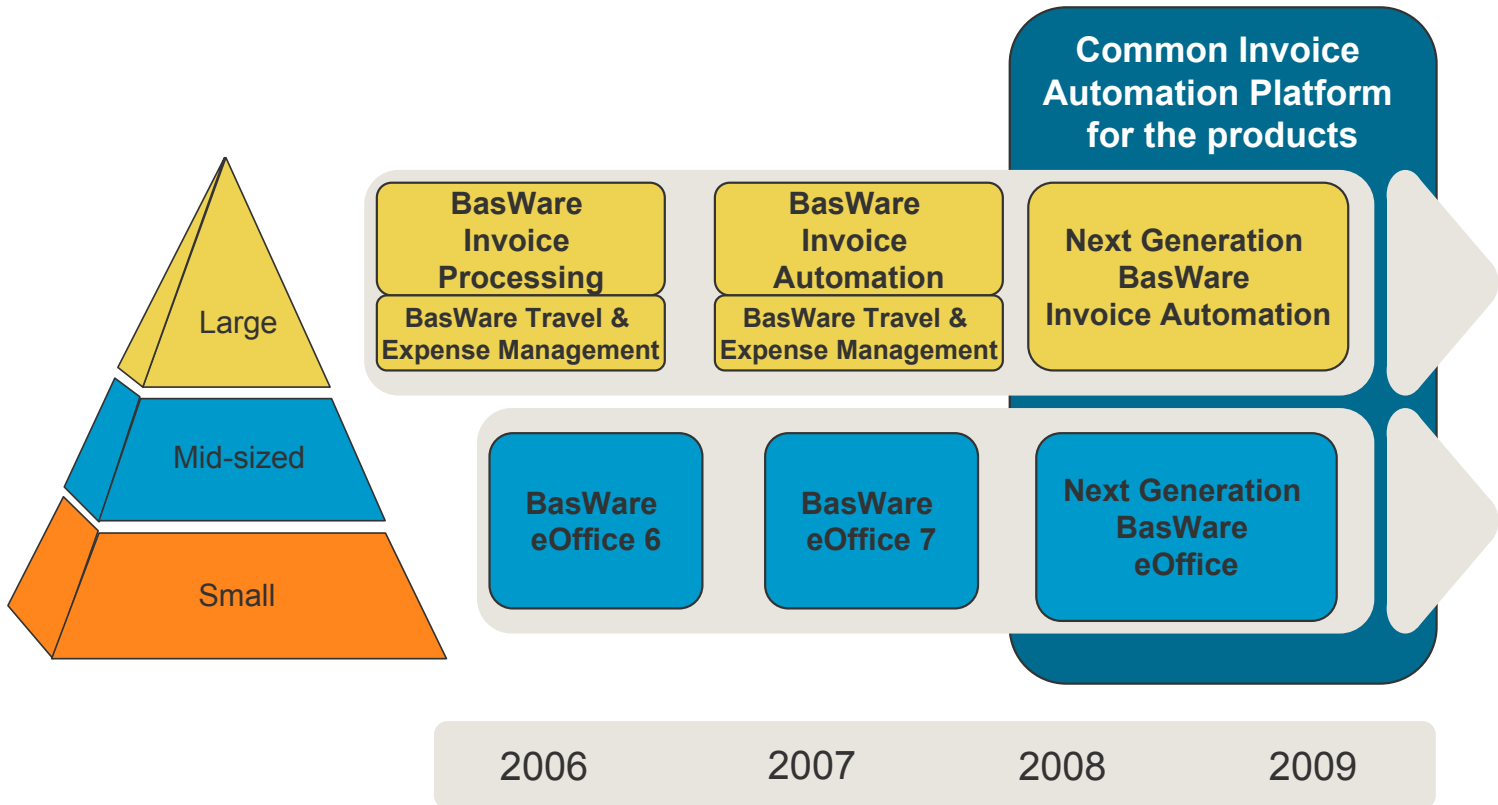 Common Invoice
Automation Platform
for the products
Large
Mid-sized
Small
BasWare
Invoice
Processing
BasWare Travel &
Expense Management
BasWare
Invoice
Automation
BasWare Travel &
Expense Management
Next Generation
BasWare
Invoice Automation
BasWare
eOffice 6
BasWare
eOffice 7
Next Generation
BasWare
eOffice
2006
2007
2008
2009